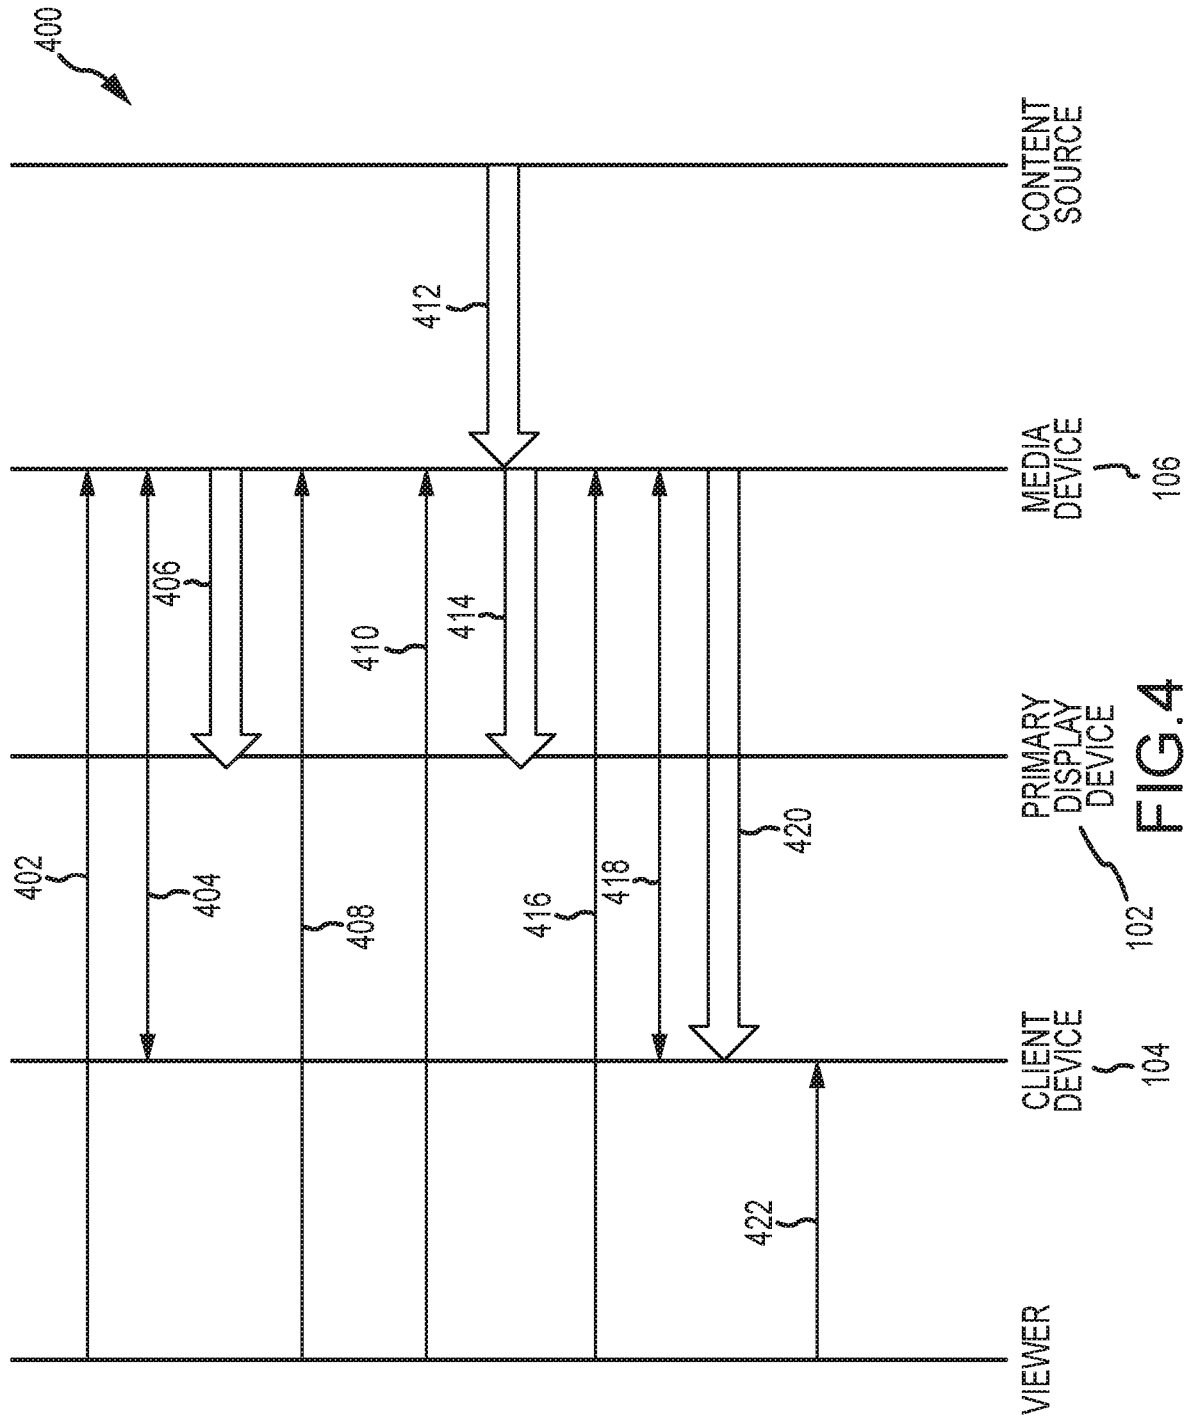 400
412
406
414
410
402
404
408
416
418
420
422
VIEWER
CLIENT
DEVICE
104
PRIMARY
DISPLAY
DEVICE
102
MEDIA
DEVICE
106
CONTENT
SOURCE
FIG.4